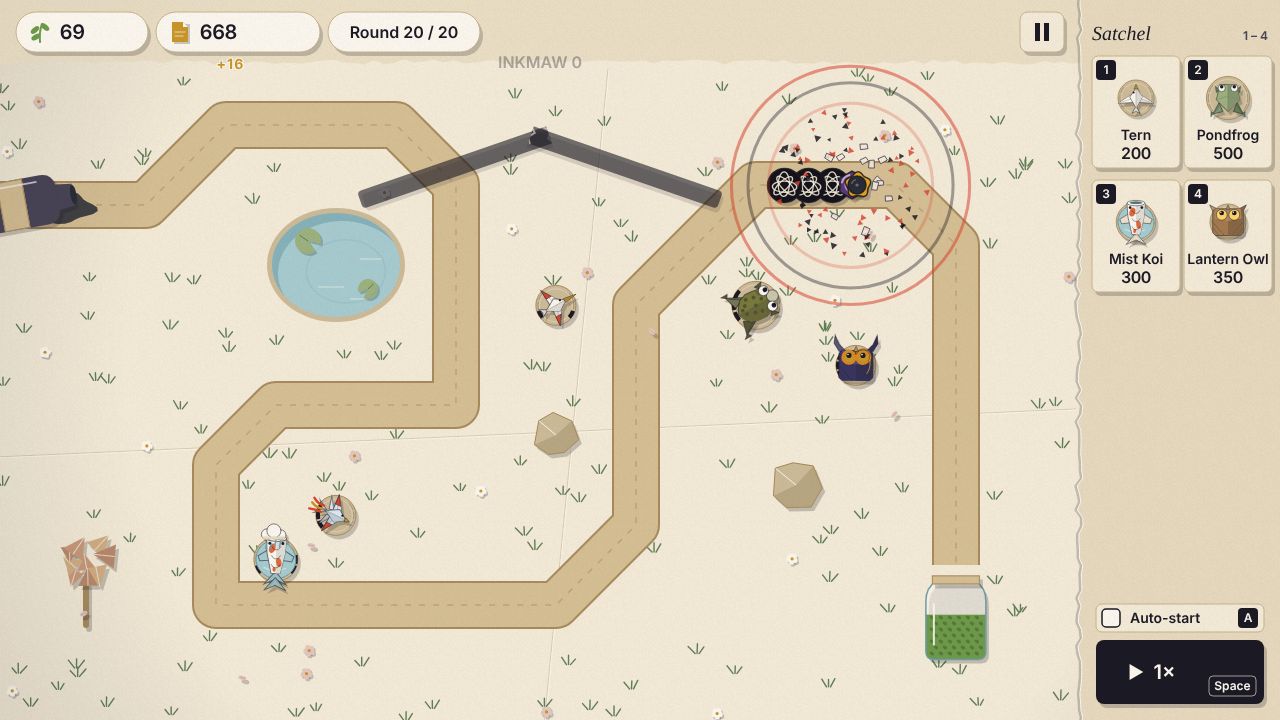 69
668
Round 20 / 20
+16
INKMAW 0
Satchel
1 – 4
1
Tern
200
2
Pondfrog
500
3
Mist Koi
300
4
Lantern Owl
350
Auto-start
A
1×
Space